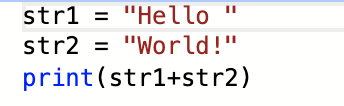 str1 = "Hello "
str2 = "World!"
print(str1+str2)